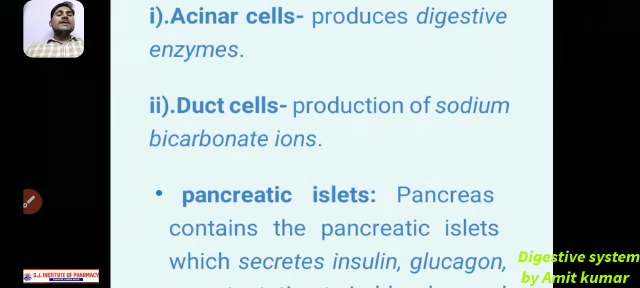 i).Acinar cells- produces digestive
enzymes.
ii).Duct cells- production of sodium
bicarbonate ions.
• pancreatic islets: Pancreas
contains the pancreatic islets
which secretes insulin, glucagon,
Digestive system
by Amit kumar
S.J. INSTITUTE OF PHARMACY